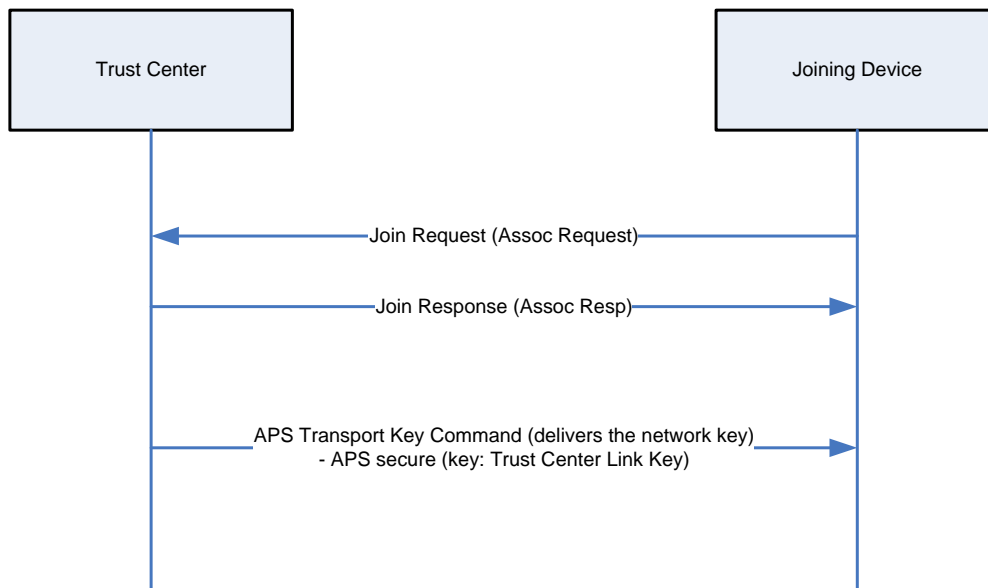 Trust Center
Joining Device
Join Request (Assoc Request)
Join Response (Assoc Resp)
APS Transport Key Command (delivers the network key)
- APS secure (key: Trust Center Link Key)